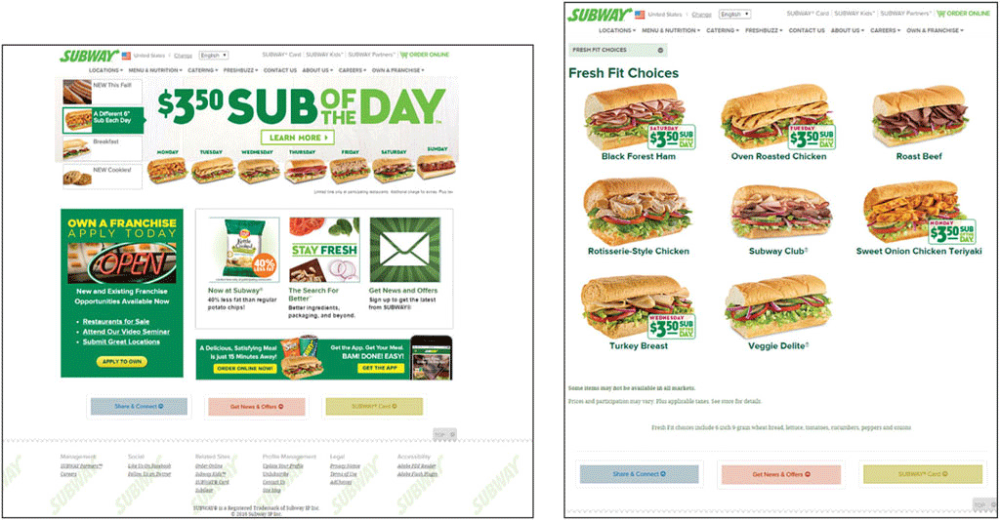 SUBWAY United States | Change English SUBWAY® Card | SUBWAY Kids™ | SUBWAY Partners™ ORDER ONLINE
LOCATIONS MENU & NUTRITION CATERING FRESHBUZZ CONTACT US ABOUT US CAREERS OWN A FRANCHISE
NEW This Fall!
A Different 6"
Sub Each Day
Breakfast
NEW Cookies!
$3.50 SUB OF THE DAY
LEARN MORE
MONDAY TUESDAY WEDNESDAY THURSDAY FRIDAY SATURDAY SUNDAY
Limited time only at participating restaurants. Additional charge for extras. Plus tax.
OWN A FRANCHISE
APPLY TODAY
OPEN
New and Existing Franchise
Opportunities Available Now
• Restaurants for Sale
• Attend Our Video Seminar
• Submit Great Locations
APPLY TO OWN
Kettle
Cooked
40%
LESS FAT
Now at Subway®
40% less fat than regular
potato chips!
STAY FRESH
The Search For
Better™
Better ingredients,
packaging, and beyond.
Get News and Offers
Sign up to get the latest
from SUBWAY®
A Delicious, Satisfying Meal
is just 15 Minutes Away!
ORDER ONLINE NOW!
Get the App. Get Your Meal.
BAM! DONE! EASY!
GET THE APP
Share & Connect
Get News & Offers
SUBWAY® Card
TOP
Management
SUBWAY Partners™
Careers
Social
Like Us On Facebook
Follow Us on Twitter
Related Sites
Order Online
Subway Kids™
SUBWAY® Card
Profile Management
Update Your Profile
Unsubscribe
Contact Us
Site Map
Legal
Privacy Notice
Terms of Use
AdChoices
Accessibility
Adobe PDF Reader
Adobe Flash Plugin
SUBWAY® is a Registered Trademark of Subway IP Inc.
© 2016 Subway IP Inc.
SUBWAY United States | Change English SUBWAY® Card | SUBWAY Kids™ | SUBWAY Partners™ ORDER ONLINE
LOCATIONS MENU & NUTRITION CATERING FRESHBUZZ CONTACT US ABOUT US CAREERS OWN A FRANCHISE
FRESH FIT CHOICES
Fresh Fit Choices
SATURDAY
$3.50 SUB OF THE DAY
Black Forest Ham
TUESDAY
$3.50 SUB OF THE DAY
Oven Roasted Chicken
Roast Beef
Rotisserie-Style Chicken
Subway Club®
MONDAY
$3.50 SUB OF THE DAY
Sweet Onion Chicken Teriyaki
WEDNESDAY
$3.50 SUB OF THE DAY
Turkey Breast
Veggie Delite®
Some items may not be available in all markets.
Prices and participation may vary. Plus applicable taxes. See store for details.
Fresh Fit choices include 6 inch 9-grain wheat bread, lettuce, tomatoes, cucumbers, peppers and onions
Share & Connect
Get News & Offers
SUBWAY® Card
TOP